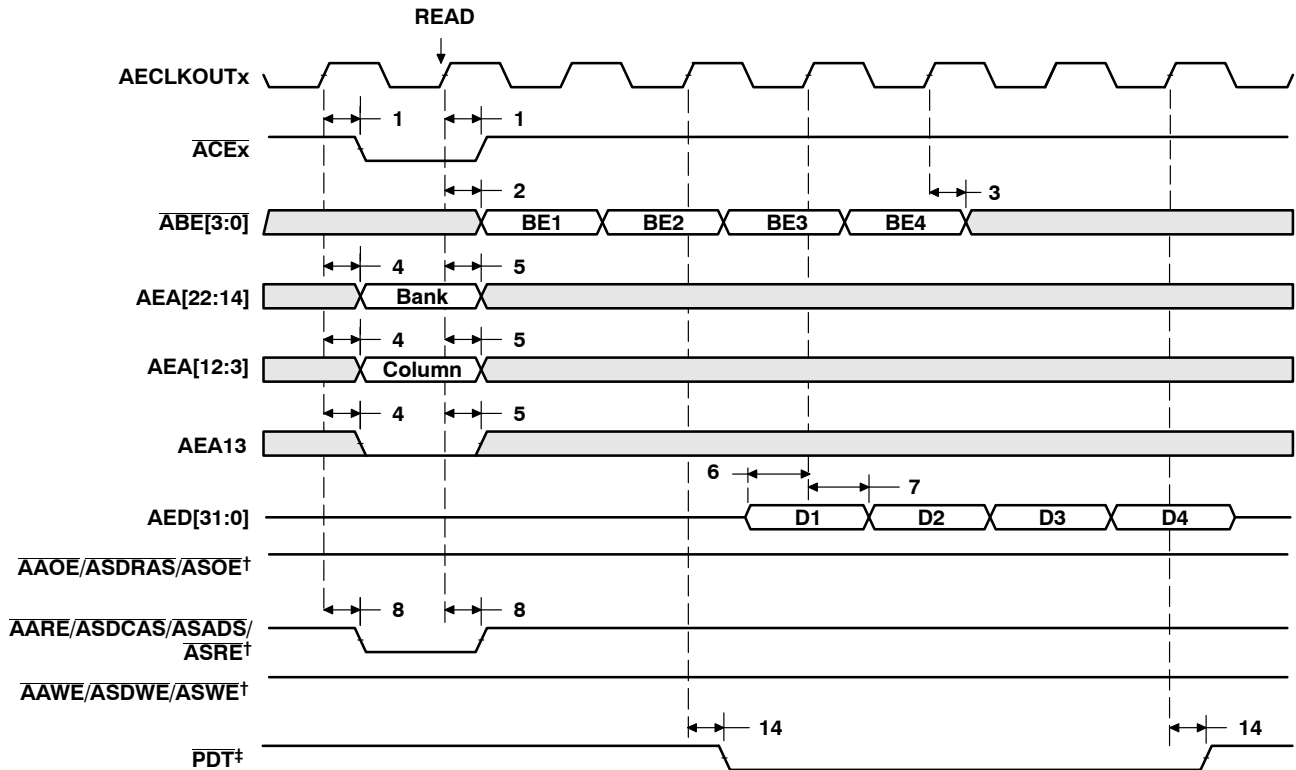 READ
AECLKOUTx
1 1
ACEx
2 3
ABE[3:0] BE1 BE2 BE3 BE4
4 5
AEA[22:14] Bank
4 5
AEA[12:3] Column
4 5
AEA13
6 7
AED[31:0] D1 D2 D3 D4
AAOE/ASDRAS/ASOE†
8 8
AARE/ASDCAS/ASADS/
ASRE†
AAWE/ASDWE/ASWE†
14 14
PDT‡